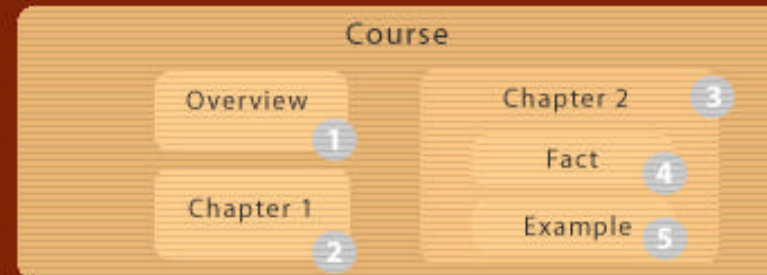 Course
Overview
1
Chapter 1
2
Chapter 2
3
Fact
4
Example
5